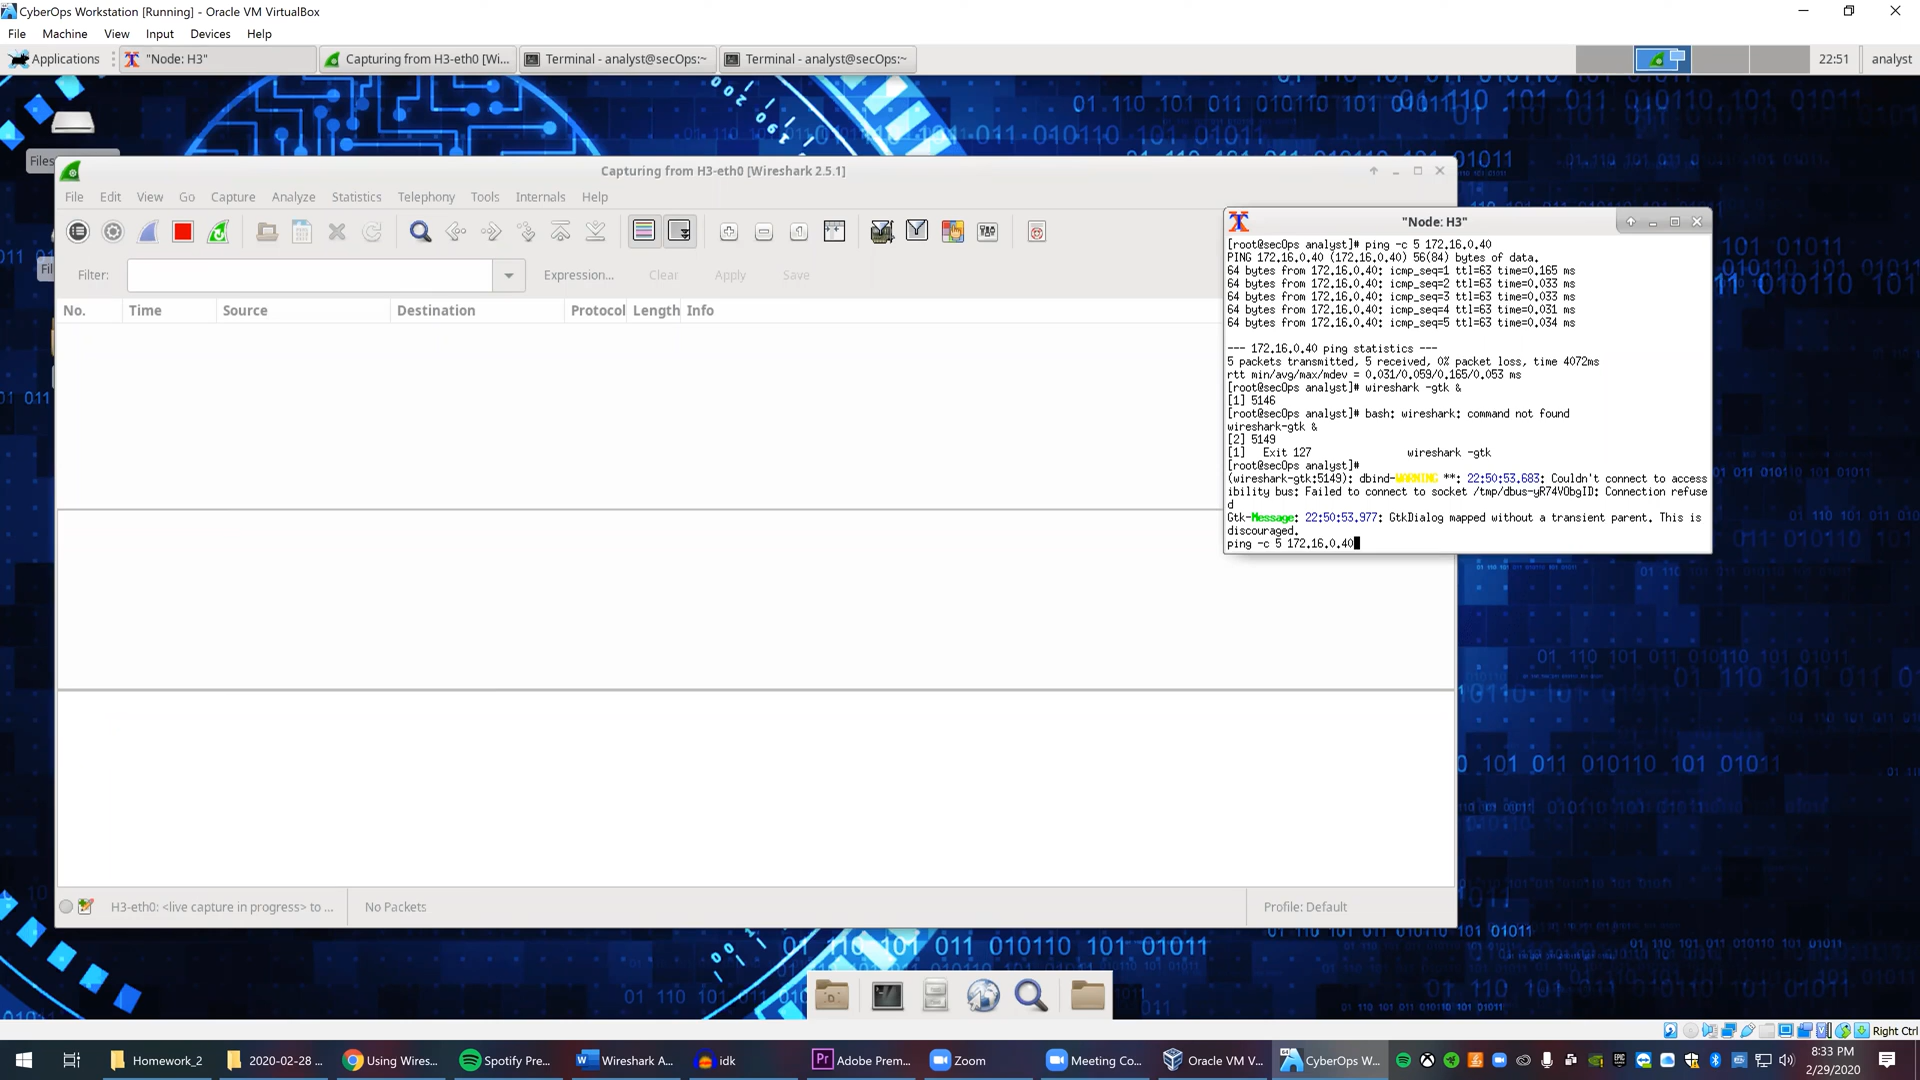 CyberOps Workstation [Running] - Oracle VM VirtualBox
File Machine View Input Devices Help
Applications "Node: H3" Capturing from H3-eth0 [Wi... Terminal - analyst@secOps:~ Terminal - analyst@secOps:~ 22:51 analyst
Files
Fil
Capturing from H3-eth0 [Wireshark 2.5.1]
File Edit View Go Capture Analyze Statistics Telephony Tools Internals Help
Filter: Expression... Clear Apply Save
No. Time Source Destination Protocol Length Info
H3-eth0: <live capture in progress> to ... No Packets Profile: Default
"Node: H3"
[root@secOps analyst]# ping -c 5 172.16.0.40
PING 172.16.0.40 (172.16.0.40) 56(84) bytes of data.
64 bytes from 172.16.0.40: icmp_seq=1 ttl=63 time=0.165 ms
64 bytes from 172.16.0.40: icmp_seq=2 ttl=63 time=0.033 ms
64 bytes from 172.16.0.40: icmp_seq=3 ttl=63 time=0.033 ms
64 bytes from 172.16.0.40: icmp_seq=4 ttl=63 time=0.031 ms
64 bytes from 172.16.0.40: icmp_seq=5 ttl=63 time=0.034 ms
--- 172.16.0.40 ping statistics ---
5 packets transmitted, 5 received, 0% packet loss, time 4072ms
rtt min/avg/max/mdev = 0.031/0.059/0.165/0.053 ms
[root@secOps analyst]# wireshark -gtk &
[1] 5146
[root@secOps analyst]# bash: wireshark: command not found
wireshark-gtk &
[2] 5149
[1] Exit 127 wireshark -gtk
[root@secOps analyst]#
(wireshark-gtk:5149): dbind-WARNING **: 22:50:53.683: Couldn't connect to access
ibility bus: Failed to connect to socket /tmp/dbus-yR74VObgID: Connection refuse
d
Gtk-Message: 22:50:53.977: GtkDialog mapped without a transient parent. This is
discouraged.
ping -c 5 172.16.0.40
Right Ctrl
Homework_2 2020-02-28 ... Using Wires... Spotify Pre... Wireshark A... idk Adobe Prem... Zoom Meeting Co... Oracle VM V... CyberOps W... 8:33 PM
2/29/2020